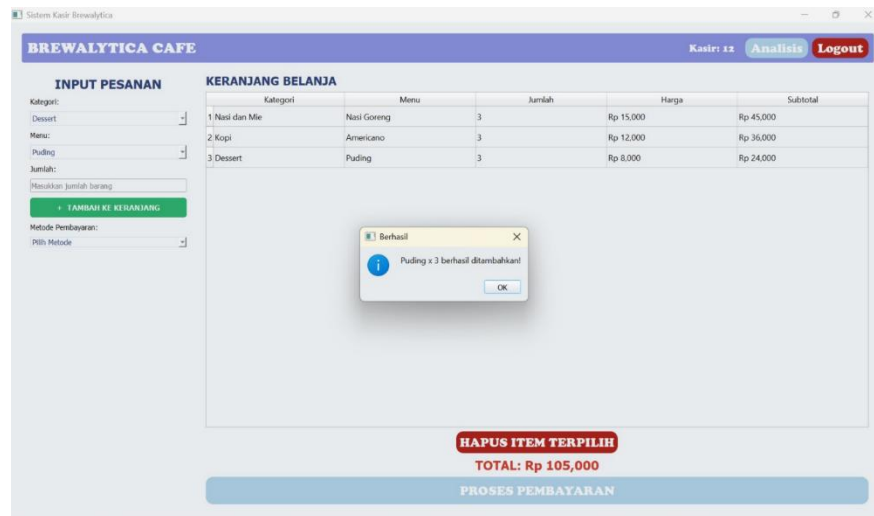 Sistem Kasir Brewalytica
BREWALYTICA CAFE
Kasir: 12 Analisis Logout
INPUT PESANAN
Kategori:
Dessert
Menu:
Puding
Jumlah:
Masukkan jumlah barang
+ TAMBAH KE KERANJANG
Metode Pembayaran:
Pilih Metode
KERANJANG BELANJA
Kategori Menu Jumlah Harga Subtotal
1 Nasi dan Mie Nasi Goreng 3 Rp 15,000 Rp 45,000
2 Kopi Americano 3 Rp 12,000 Rp 36,000
3 Dessert Puding 3 Rp 8,000 Rp 24,000
Berhasil
Puding x 3 berhasil ditambahkan!
OK
HAPUS ITEM TERPILIH
TOTAL: Rp 105,000
PROSES PEMBAYARAN